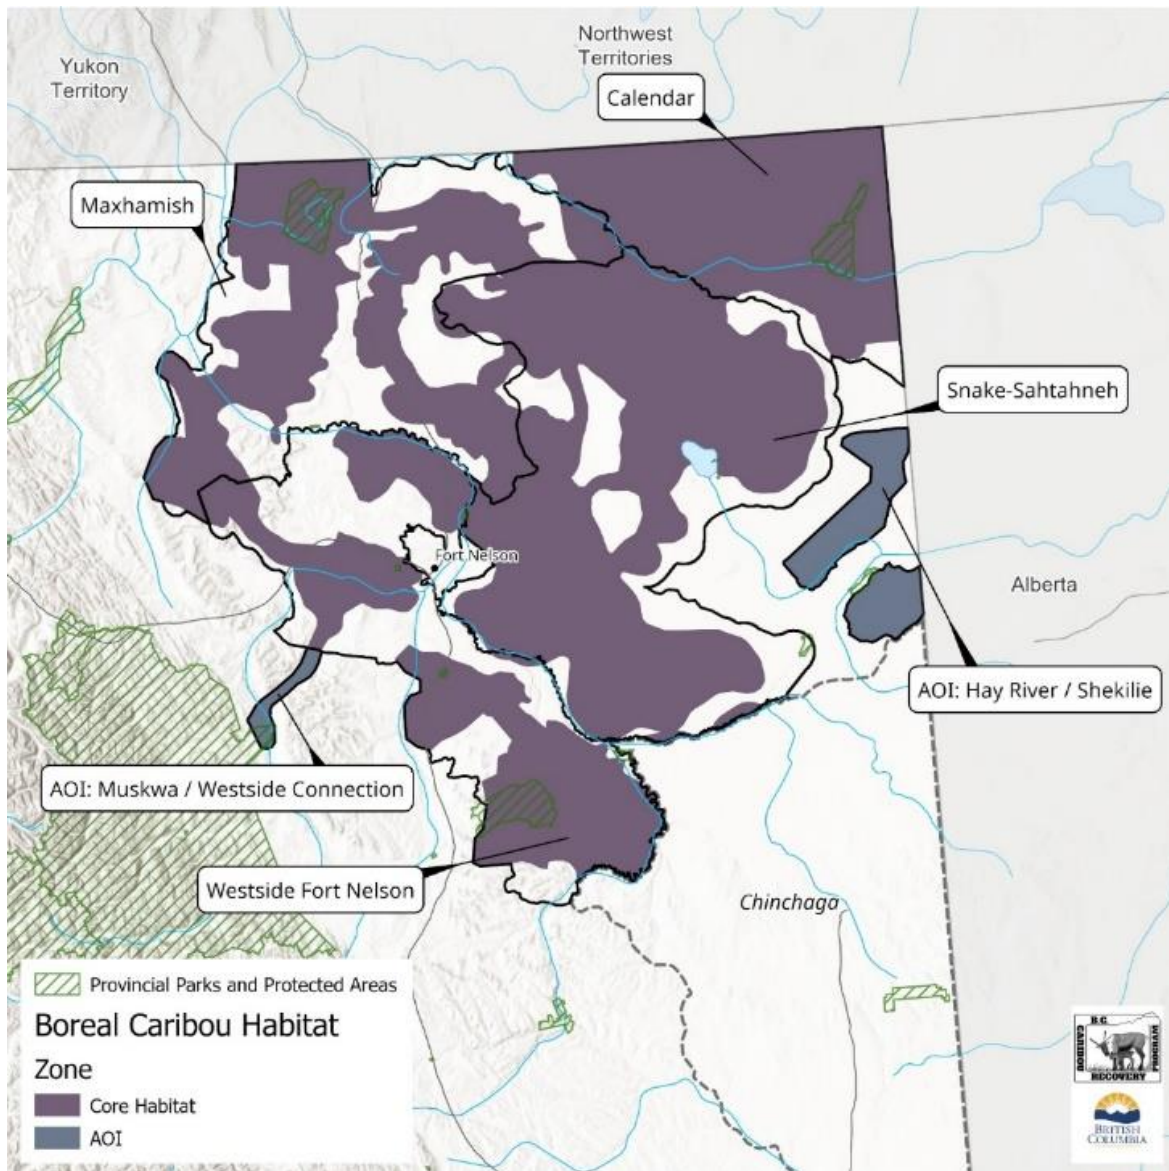 Yukon
Territory
Northwest
Territories
Calendar
Maxhamish
Snake-Sahtahneh
Fort Nelson
Alberta
AOI: Hay River / Shekilie
AOI: Muskwa / Westside Connection
Westside Fort Nelson
Chinchaga
Provincial Parks and Protected Areas
Boreal Caribou Habitat
Zone
Core Habitat
AOI
B.C.
CARIBOU
PROGRAM
RECOVERY
BRITISH
COLUMBIA